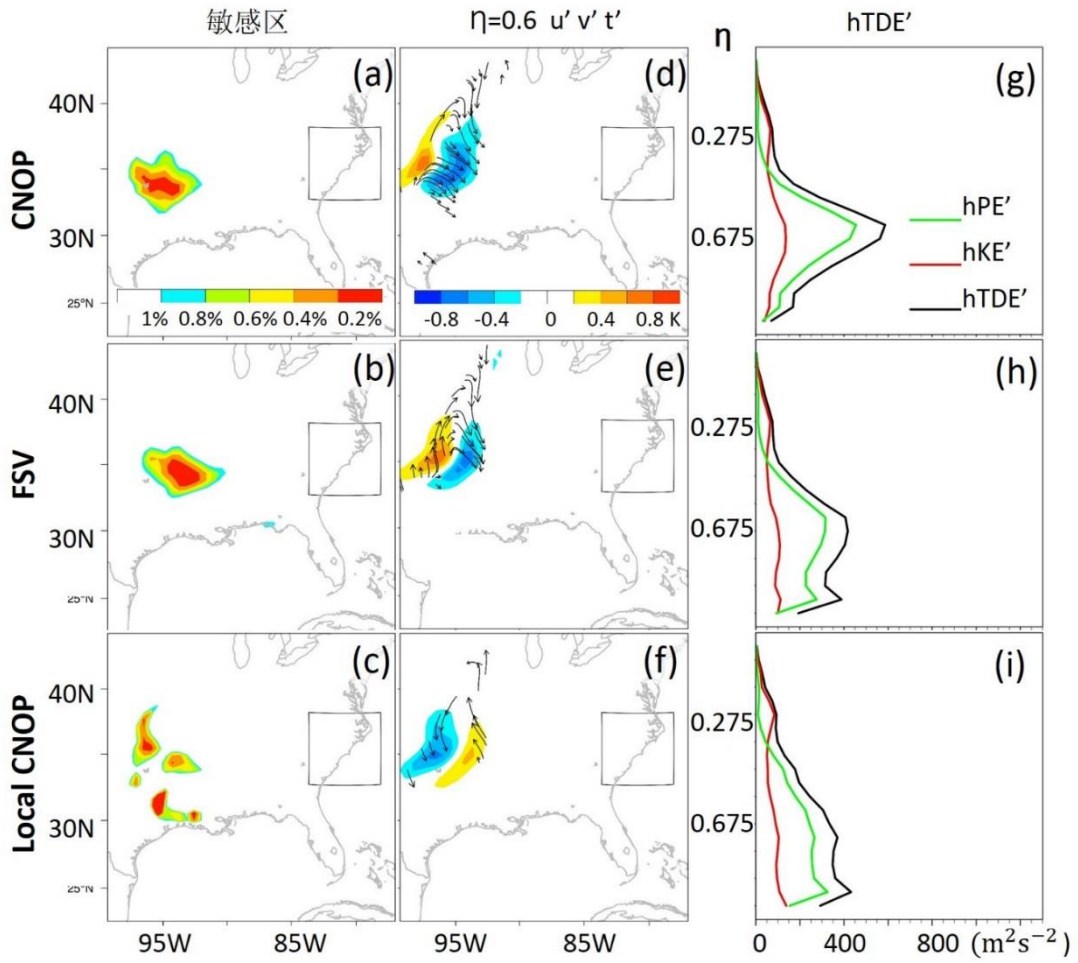 敏感区
η=0.6 u’ v’ t’
η
hTDE’
CNOP
40N
30N
25°N
(a)
1% 0.8% 0.6% 0.4% 0.2%
(d)
-0.8 -0.4 0 0.4 0.8 K
0.275
0.675
(g)
hPE’
hKE’
hTDE’
FSV
40N
30N
25°N
(b)
(e)
0.275
0.675
(h)
Local CNOP
40N
30N
25°N
(c)
(f)
0.275
0.675
(i)
95W 85W
95W 85W
0 400 800 (m²s⁻²)